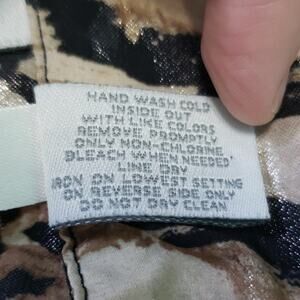 HAND WASH COLD
INSIDE OUT
WITH LIKE COLORS
REMOVE PROMPTLY
ONLY NON-CHLORINE
BLEACH WHEN NEEDED
LINE DRY
IRON ON LOWEST SETTING
ON REVERSE SIDE ONLY
DO NOT DRY CLEAN